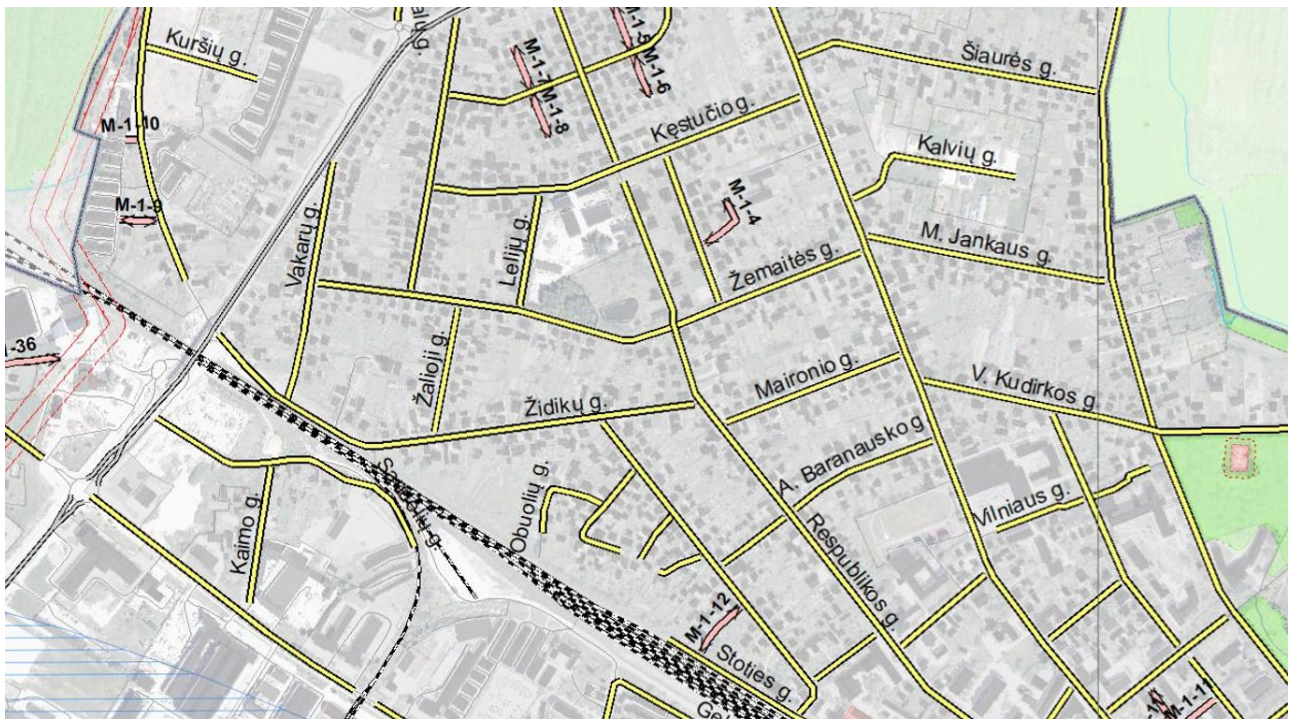 Kuršių g.
M-1-5
M-1-6
M-1-7
M-1-8
Šiaurės g.
Kęstučio g.
M-1-10
Kalvių g.
M-1-9
M-1-4
Vakarų g.
Lelijų g.
Žemaitės g.
M. Jankaus g.
-36
Žalioji g.
Maironio g.
V. Kudirkos g.
Židikų g.
A. Baranausko g.
Obuolių g.
Vilniaus g.
Kaimo g.
Respublikos g.
M-1-12
Stoties g.
M-1-11